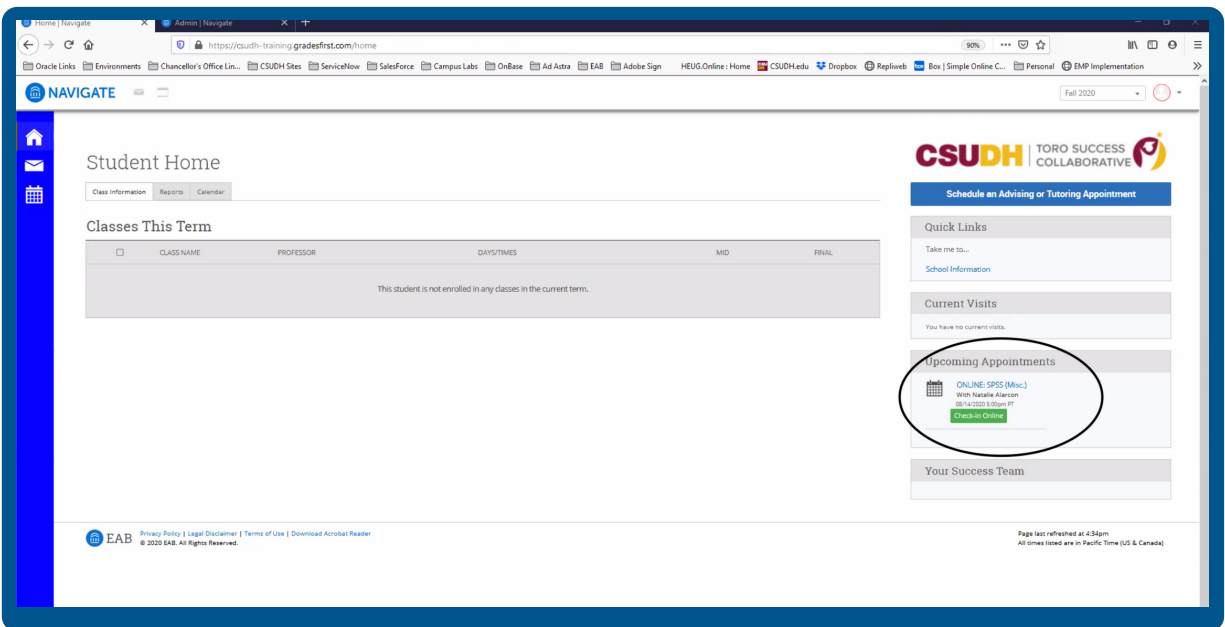 Home | Navigate
Admin | Navigate
https://csudh-training.gradesfirst.com/home
90%
Oracle Links Environments Chancellor's Office Lin... CSUDH Sites ServiceNow SalesForce Campus Labs OnBase Ad Astra EAB Adobe Sign HEUG.Online : Home CSUDH.edu Dropbox Repliweb Box | Simple Online C... Personal EMP Implementation
NAVIGATE
Fall 2020
CSUDH TORO SUCCESS
COLLABORATIVE
Student Home
Class Information Reports Calendar
Schedule an Advising or Tutoring Appointment
Classes This Term
CLASS NAME PROFESSOR DAYS/TIMES MID FINAL
This student is not enrolled in any classes in the current term.
Quick Links
Take me to...
School Information
Current Visits
You have no current visits.
Upcoming Appointments
ONLINE: SPSS (Misc.)
With Natalie Alarcon
08/14/2020 5:00pm PT
Check-in Online
Your Success Team
EAB
Privacy Policy | Legal Disclaimer | Terms of Use | Download Acrobat Reader
© 2020 EAB. All Rights Reserved.
Page last refreshed at 4:34pm
All times listed are in Pacific Time (US & Canada)